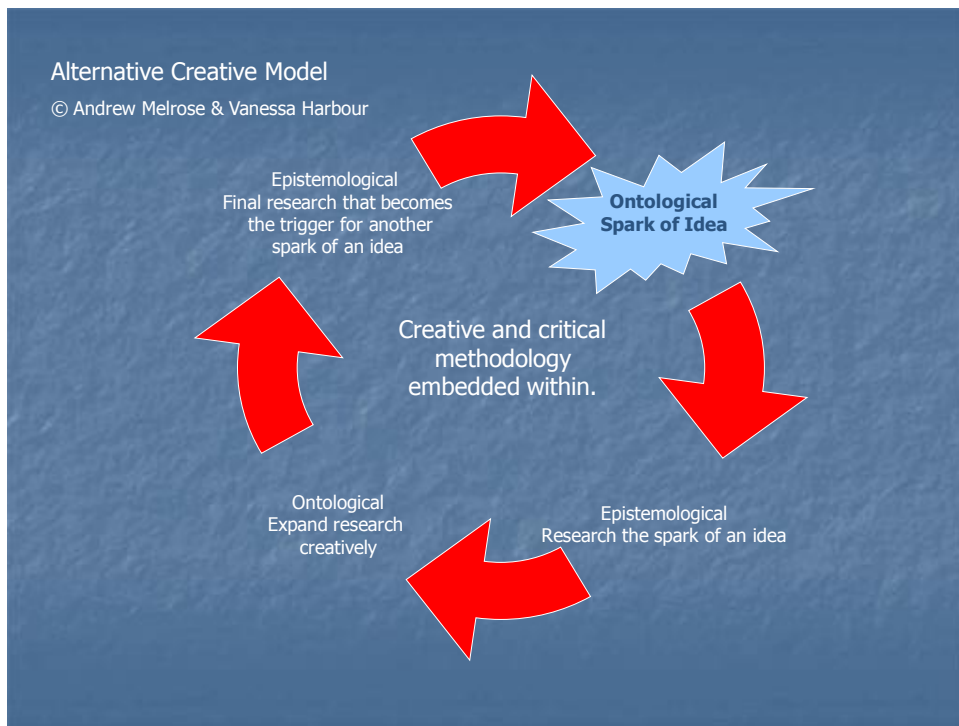 Alternative Creative Model
© Andrew Melrose & Vanessa Harbour
Epistemological
Final research that becomes
the trigger for another
spark of an idea
Ontological
Spark of Idea
Creative and critical
methodology
embedded within.
Ontological
Expand research
creatively
Epistemological
Research the spark of an idea